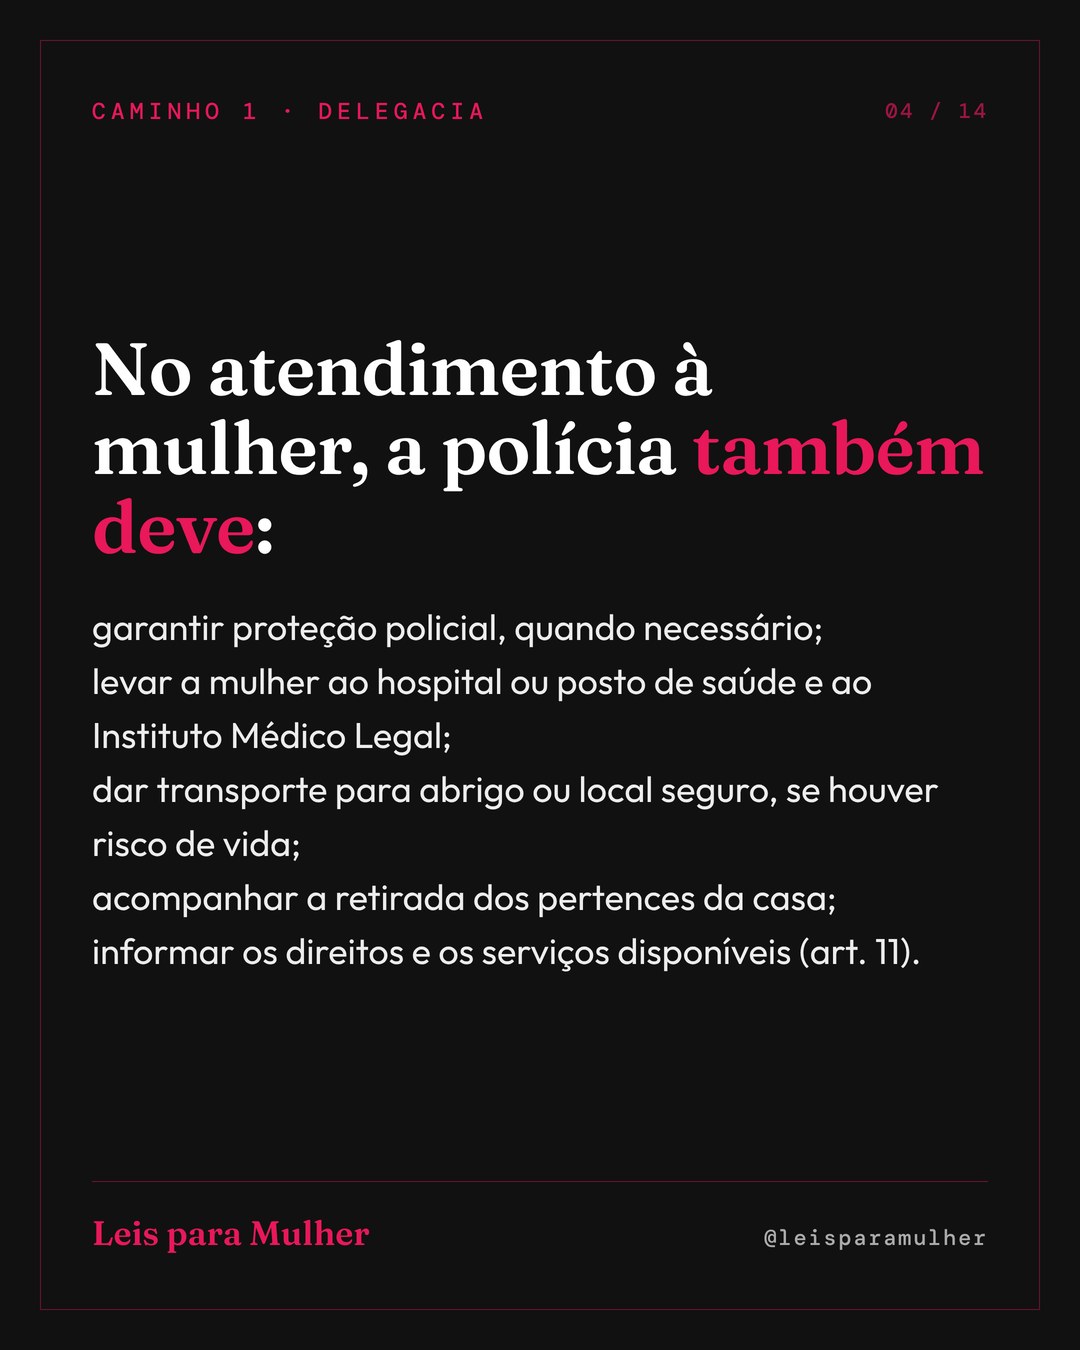 CAMINHO 1 · DELEGACIA
04 / 14
No atendimento à
mulher, a polícia também
deve:
garantir proteção policial, quando necessário;
levar a mulher ao hospital ou posto de saúde e ao
Instituto Médico Legal;
dar transporte para abrigo ou local seguro, se houver
risco de vida;
acompanhar a retirada dos pertences da casa;
informar os direitos e os serviços disponíveis (art. 11).
Leis para Mulher
@leisparamulher